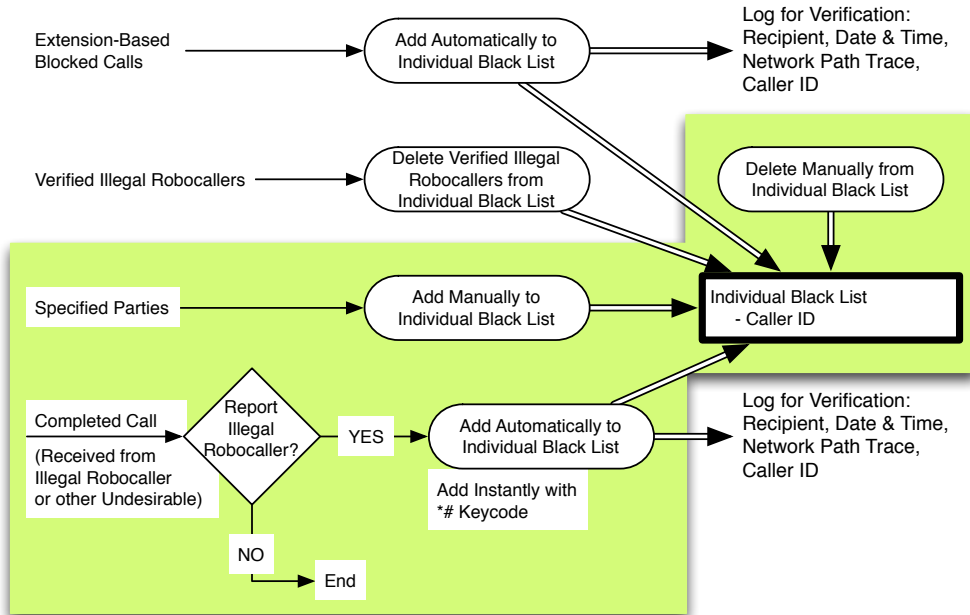 Extension-Based
Blocked Calls
Add Automatically to
Individual Black List
Log for Verification:
Recipient, Date & Time,
Network Path Trace,
Caller ID
Verified Illegal Robocallers
Delete Verified Illegal
Robocallers from
Individual Black List
Delete Manually from
Individual Black List
Specified Parties
Add Manually to
Individual Black List
Individual Black List
- Caller ID
Completed Call
(Received from
Illegal Robocaller
or other Undesirable)
Report
Illegal
Robocaller?
YES
Add Automatically to
Individual Black List
Add Instantly with
*# Keycode
Log for Verification:
Recipient, Date & Time,
Network Path Trace,
Caller ID
NO
End